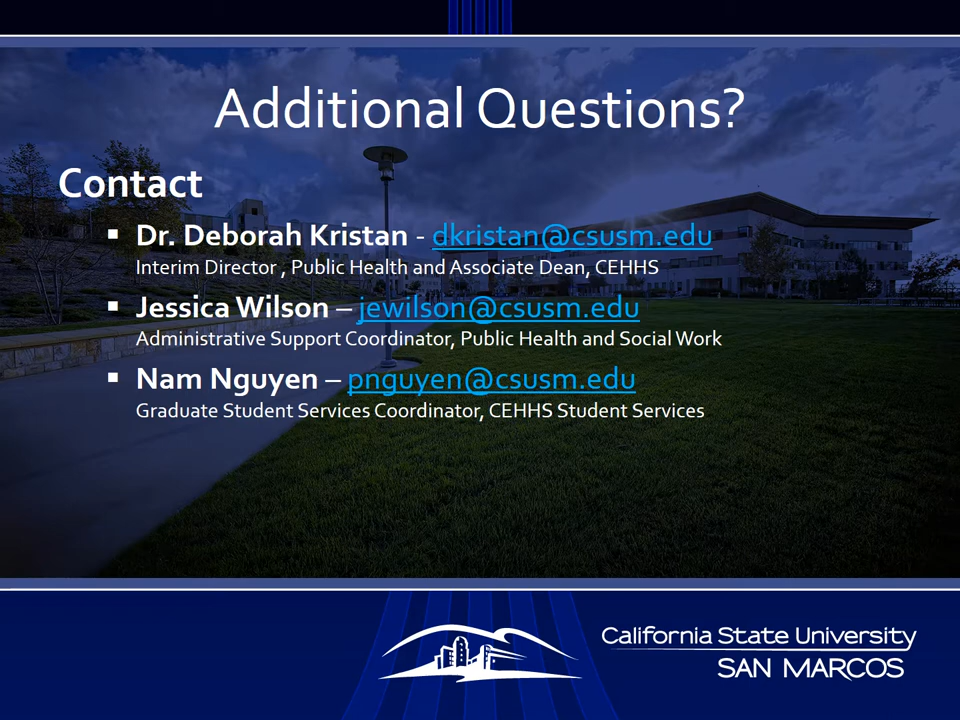 Additional Questions?
Contact
▪ Dr. Deborah Kristan - dkristan@csusm.edu
Interim Director , Public Health and Associate Dean, CEHHS
▪ Jessica Wilson – jewilson@csusm.edu
Administrative Support Coordinator, Public Health and Social Work
▪ Nam Nguyen – pnguyen@csusm.edu
Graduate Student Services Coordinator, CEHHS Student Services
California State University
SAN MARCOS